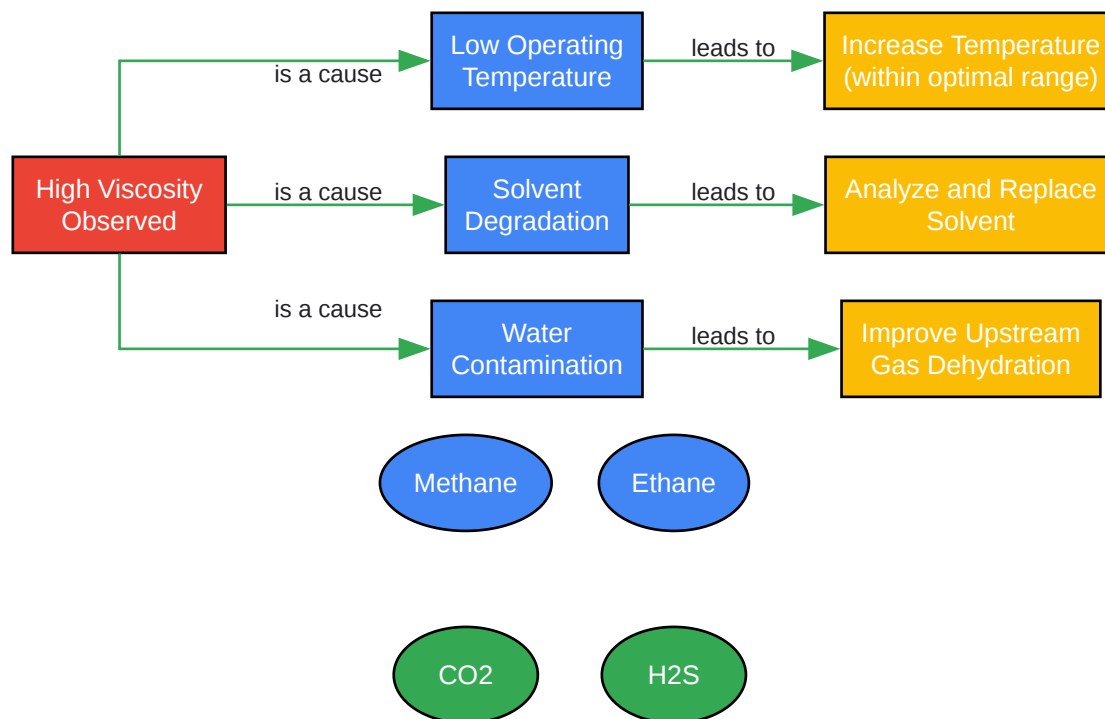 Low Operating
Temperature
leads to
Increase Temperature
(within optimal range)
is a cause
High Viscosity
Observed
is a cause
Solvent
Degradation
leads to
Analyze and Replace
Solvent
is a cause
Water
Contamination
leads to
Improve Upstream
Gas Dehydration
Methane
Ethane
CO2
H2S